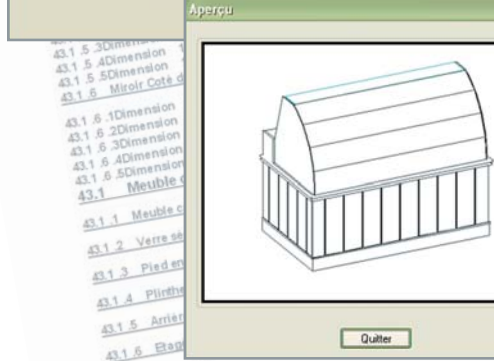 Aperçu
43.1 .5 .3Dimension
43.1 .5 .4Dimension
43.1 .5 .5Dimension
43.1 .6 Miroir Coté d
43.1 .6 .1Dimension
43.1 .6 .2Dimension
43.1 .6 .3Dimension
43.1 .6 .4Dimension
43.1 .6 .5Dimension
43.1 Meuble c
43.1 .1 Meuble c
43.1 .2 Verre sé
43.1 .3 Pied en
43.1 .4 Plinthe
43.1 .5 Arrièr
43.1 .6 Etag
Quitter